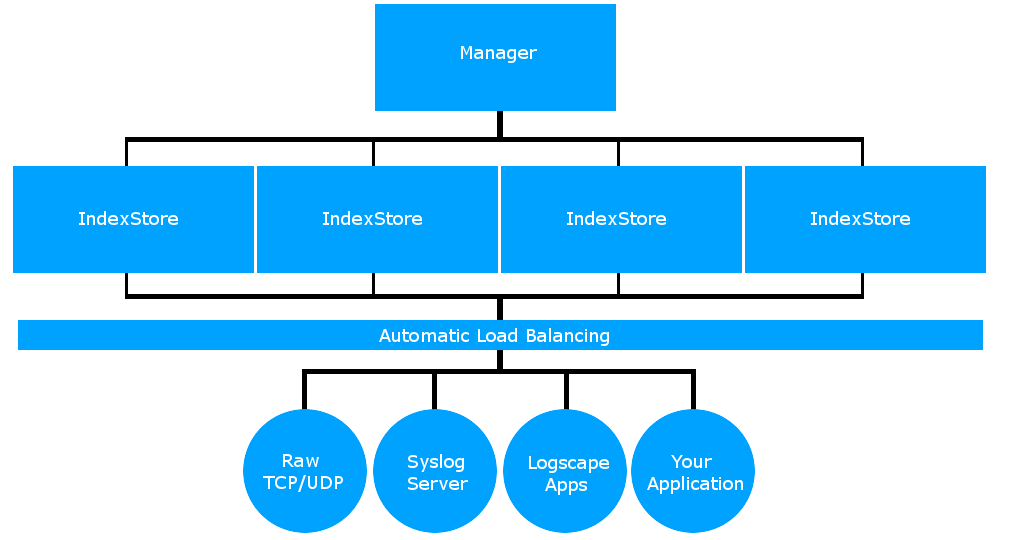 Manager
IndexStore
IndexStore
IndexStore
IndexStore
Automatic Load Balancing
Raw
TCP/UDP
Syslog
Server
Logscape
Apps
Your
Application